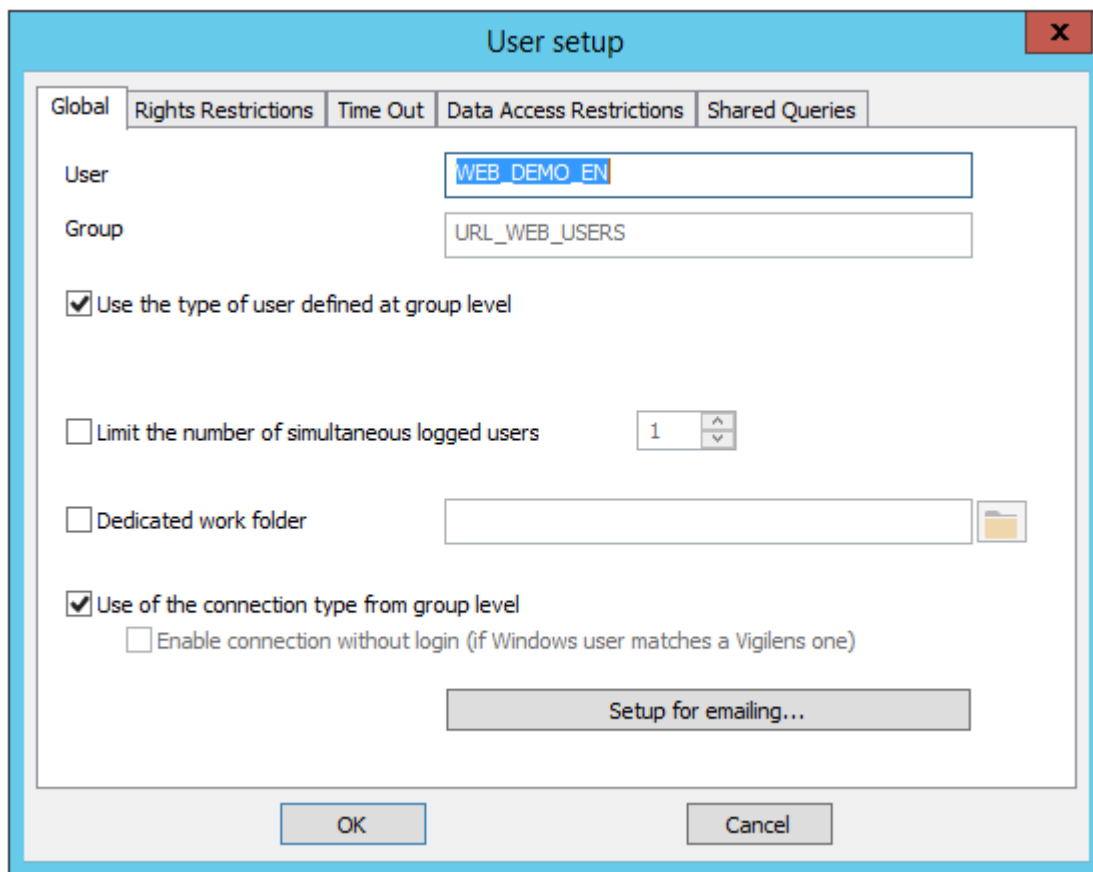 User setup
x
Global Rights Restrictions Time Out Data Access Restrictions Shared Queries
User WEB_DEMO_EN
Group URL_WEB_USERS
Use the type of user defined at group level
Limit the number of simultaneous logged users 1
Dedicated work folder
Use of the connection type from group level
Enable connection without login (if Windows user matches a Vigilens one)
Setup for emailing...
OK Cancel